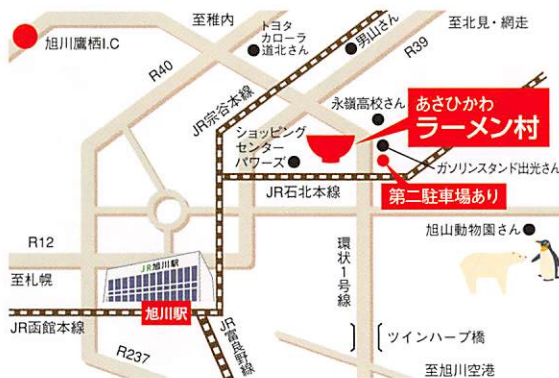 至稚内
トヨタ
カローラ
道北さん
男山さん
至北見・網走
旭川鷹栖I.C
R40
R39
JR宗谷本線
永嶺高校さん
あさひかわ
ラーメン村
ショッピング
センター
パワーズ
ガソリンスタンド出光さん
JR石北本線
第二駐車場あり
R12
旭山動物園さん
至札幌
JR旭川駅
環状1号線
旭川駅
JR函館本線
JR富良野線
ツインハープ橋
R237
至旭川空港